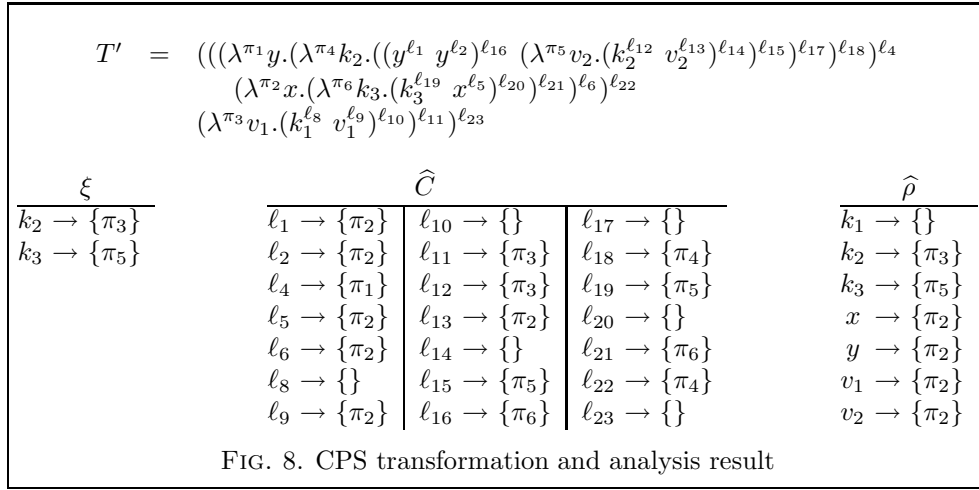 T′ = (((λ^{π₁}y.(λ^{π₄}k₂.((y^{ℓ₁} y^{ℓ₂})^{ℓ₁₆} (λ^{π₅}v₂.(k₂^{ℓ₁₂} v₂^{ℓ₁₃})^{ℓ₁₄})^{ℓ₁₅})^{ℓ₁₇})^{ℓ₁₈})^{ℓ₄}
(λ^{π₂}x.(λ^{π₆}k₃.(k₃^{ℓ₁₉} x^{ℓ₅})^{ℓ₂₀})^{ℓ₂₁})^{ℓ₆})^{ℓ₂₂}
(λ^{π₃}v₁.(k₁^{ℓ₈} v₁^{ℓ₉})^{ℓ₁₀})^{ℓ₁₁})^{ℓ₂₃}
ξ Ĉ ρ̂
k₂ → {π₃} ℓ₁ → {π₂} ℓ₁₀ → {} ℓ₁₇ → {} k₁ → {}
k₃ → {π₅} ℓ₂ → {π₂} ℓ₁₁ → {π₃} ℓ₁₈ → {π₄} k₂ → {π₃}
ℓ₄ → {π₁} ℓ₁₂ → {π₃} ℓ₁₉ → {π₅} k₃ → {π₅}
ℓ₅ → {π₂} ℓ₁₃ → {π₂} ℓ₂₀ → {} x → {π₂}
ℓ₆ → {π₂} ℓ₁₄ → {} ℓ₂₁ → {π₆} y → {π₂}
ℓ₈ → {} ℓ₁₅ → {π₅} ℓ₂₂ → {π₄} v₁ → {π₂}
ℓ₉ → {π₂} ℓ₁₆ → {π₆} ℓ₂₃ → {} v₂ → {π₂}
FIG. 8. CPS transformation and analysis result